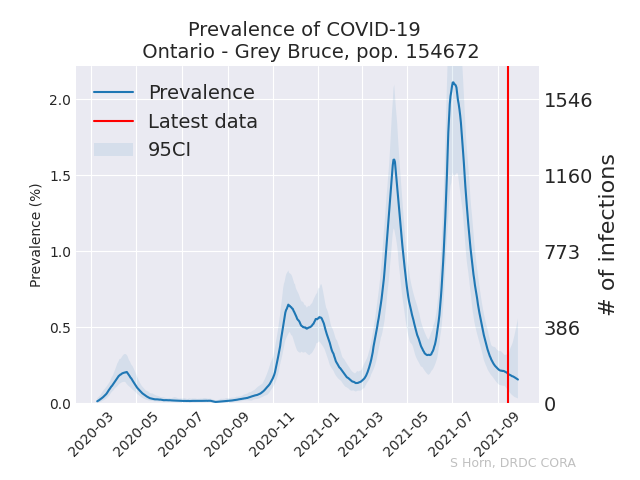 Prevalence of COVID-19
Ontario - Grey Bruce, pop. 154672
Prevalence
Latest data
95CI
Prevalence (%)
2.0
1.5
1.0
0.5
0.0
1546
1160
773
386
0
# of infections
2020-03
2020-05
2020-07
2020-09
2020-11
2021-01
2021-03
2021-05
2021-07
2021-09
S Horn, DRDC CORA